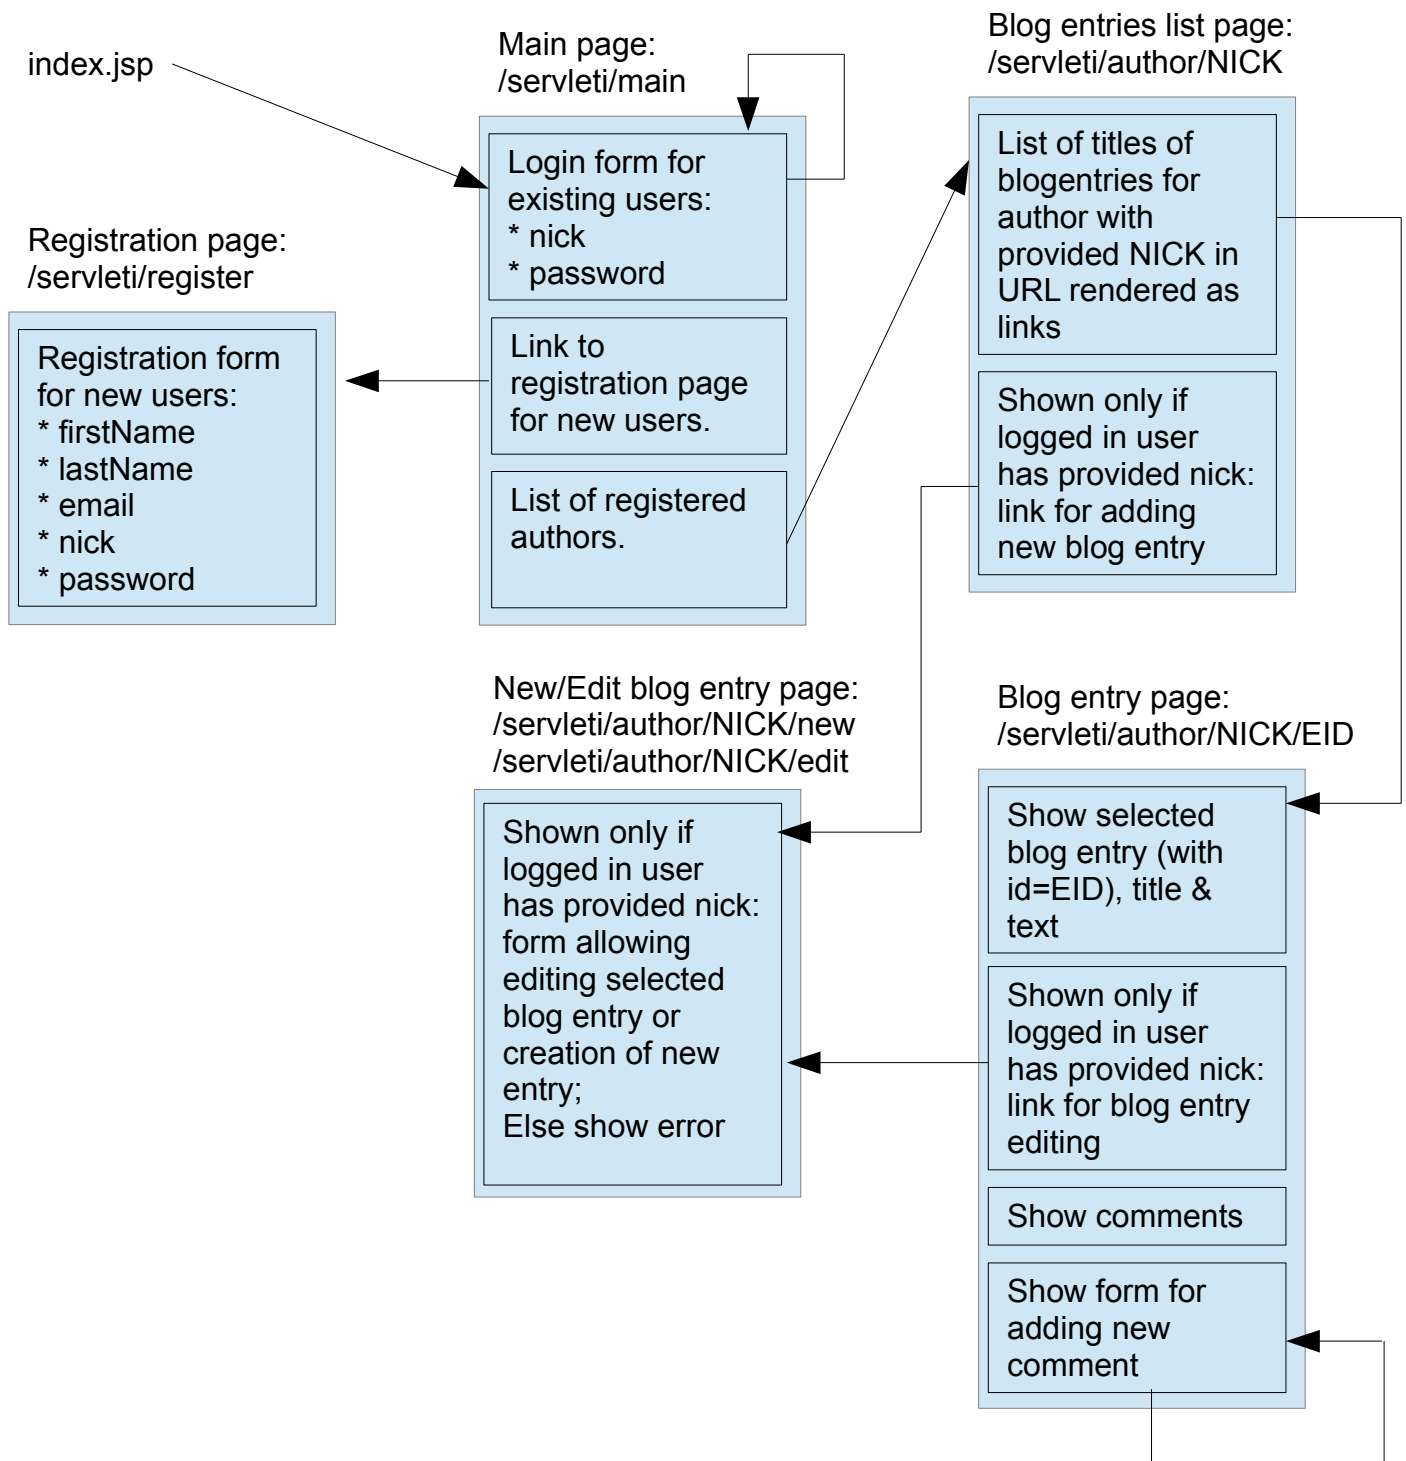 index.jsp
Main page:
/servleti/main
Login form for
existing users:
* nick
* password
Link to
registration page
for new users.
List of registered
authors.
Registration page:
/servleti/register
Registration form
for new users:
* firstName
* lastName
* email
* nick
* password
Blog entries list page:
/servleti/author/NICK
List of titles of
blogentries for
author with
provided NICK in
URL rendered as
links
Shown only if
logged in user
has provided nick:
link for adding
new blog entry
New/Edit blog entry page:
/servleti/author/NICK/new
/servleti/author/NICK/edit
Shown only if
logged in user
has provided nick:
form allowing
editing selected
blog entry or
creation of new
entry;
Else show error
Blog entry page:
/servleti/author/NICK/EID
Show selected
blog entry (with
id=EID), title &
text
Shown only if
logged in user
has provided nick:
link for blog entry
editing
Show comments
Show form for
adding new
comment